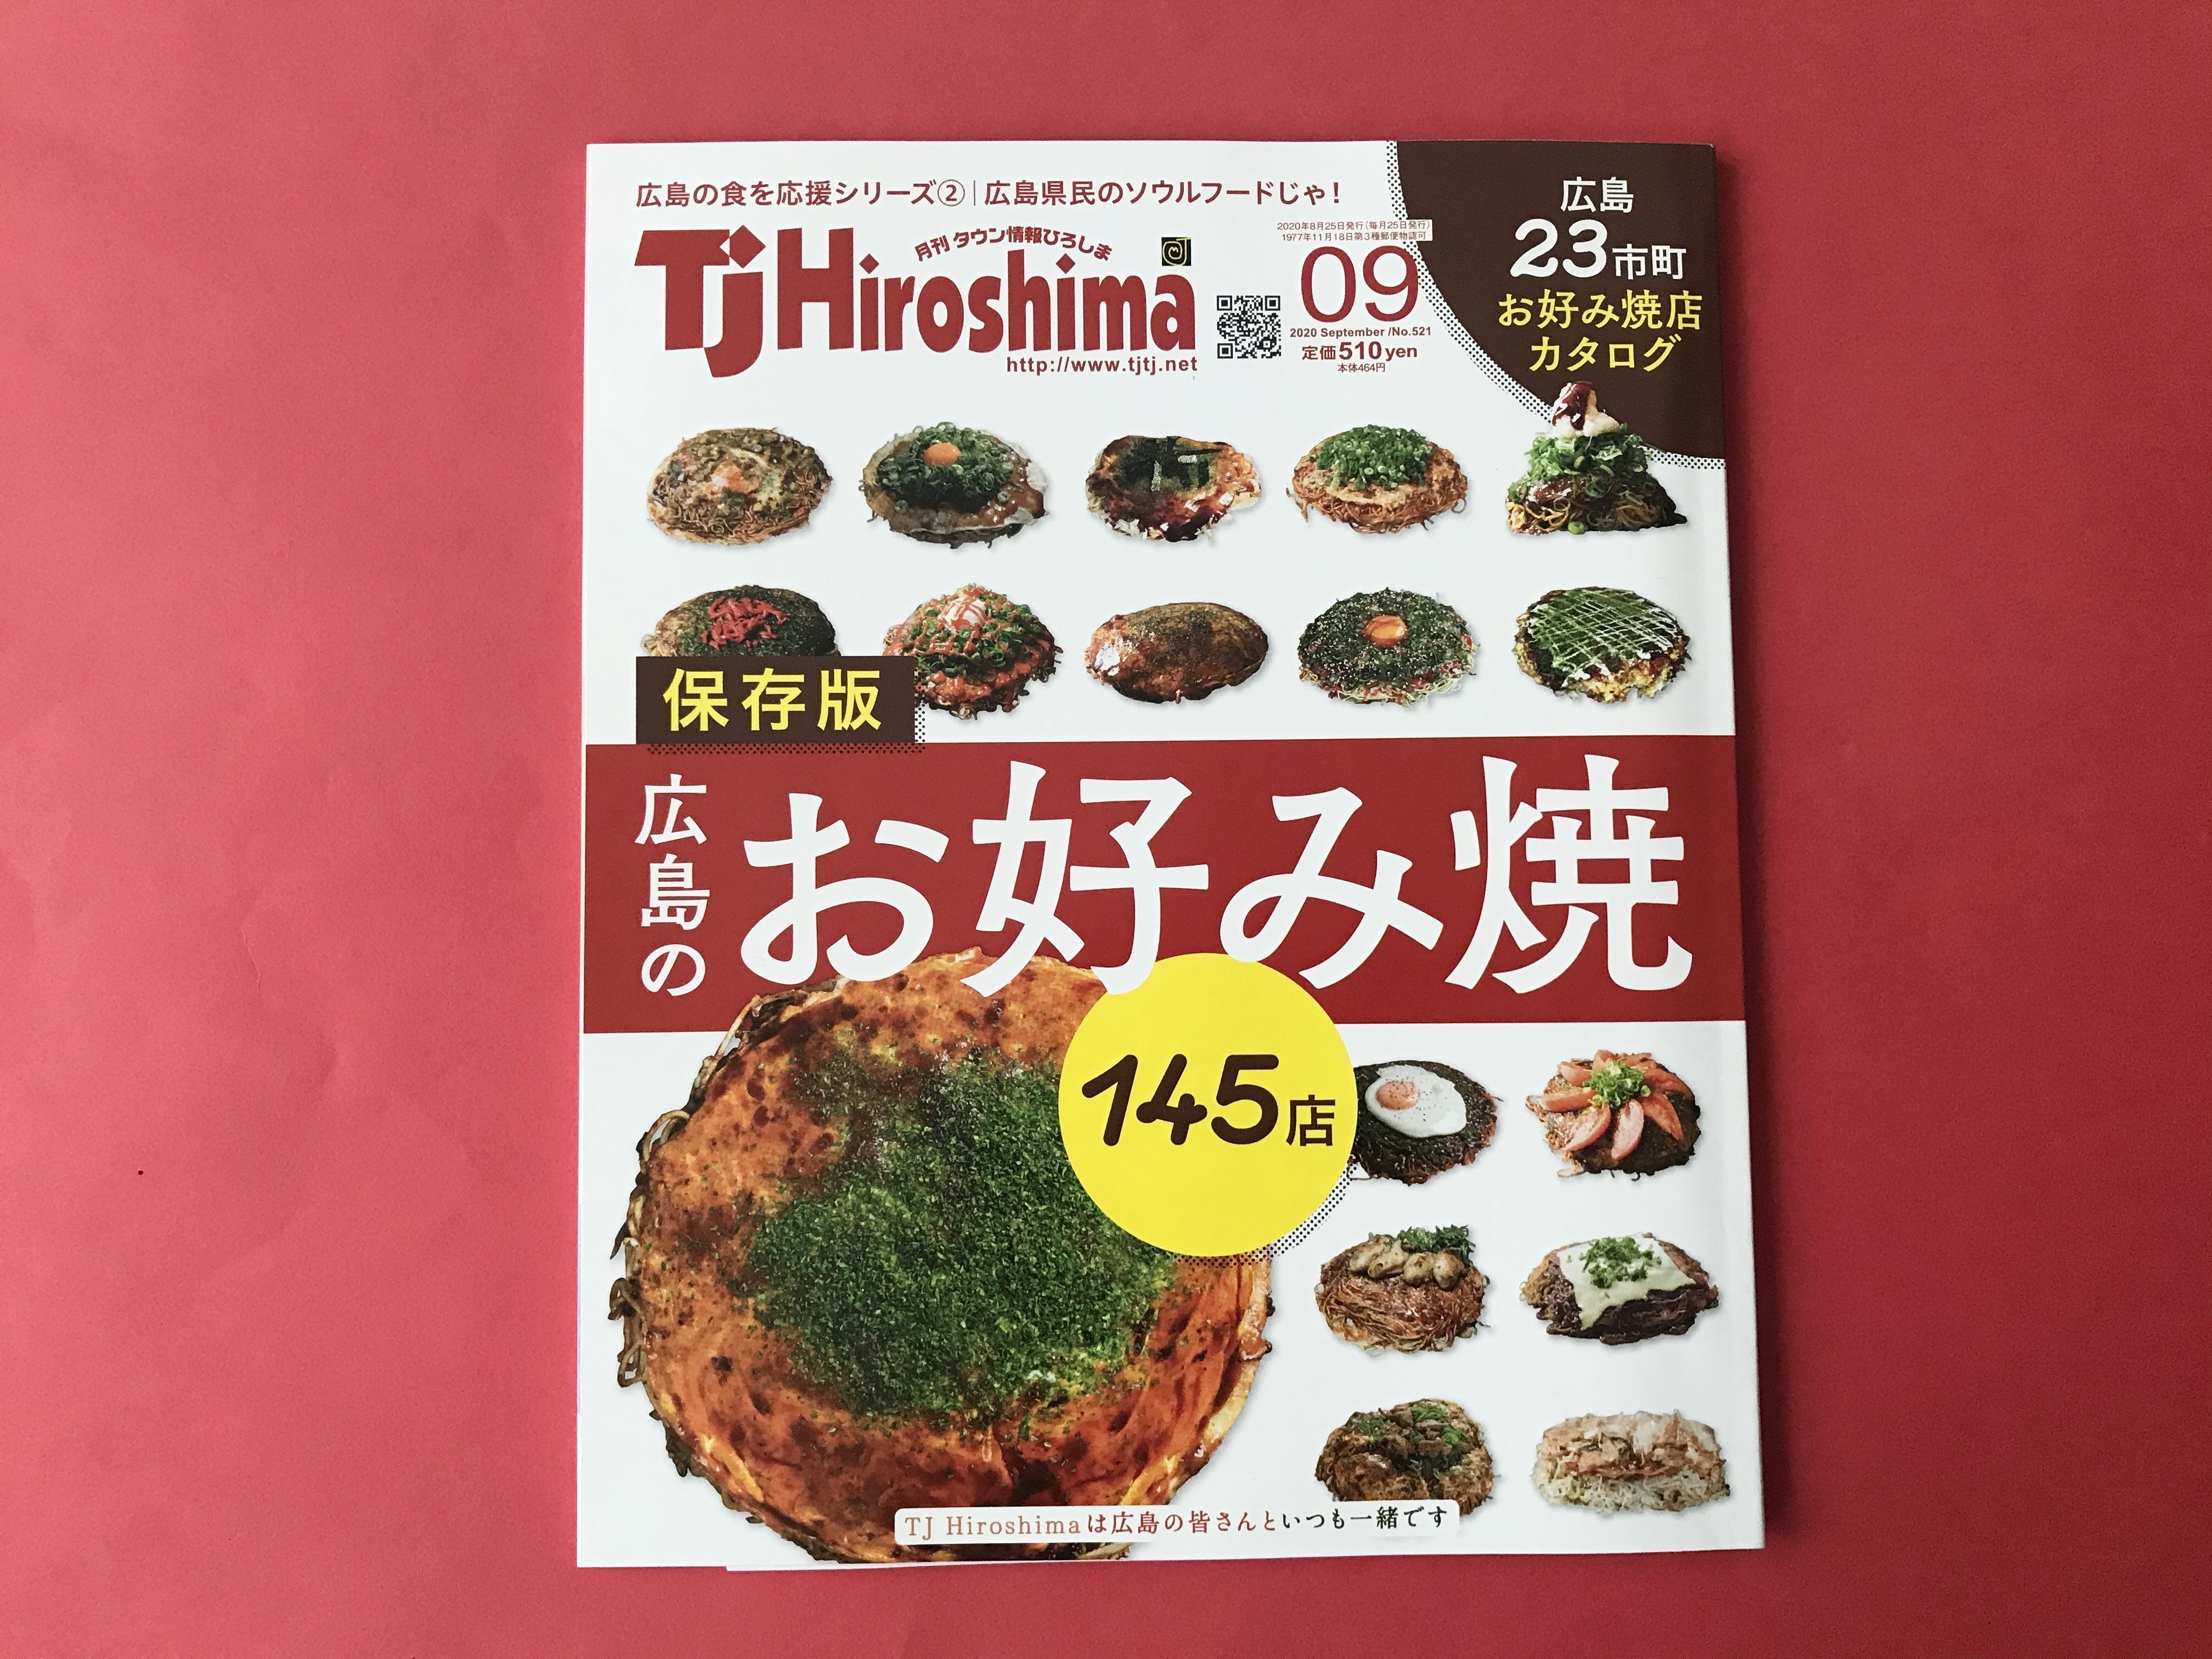 広島の食を応援シリーズ②|広島県民のソウルフードじゃ!
月刊 タウン情報ひろしま
TJ Hiroshima
http://www.tjtj.net
2020年8月25日発行(毎月25日発行)
1977年11月18日第3種郵便物認可
09
2020 September /No.521
定価510yen
本体464円
広島
23市町
お好み焼店
カタログ
保存版
広島の
お好み焼
145店
TJ Hiroshimaは広島の皆さんといつも一緒です